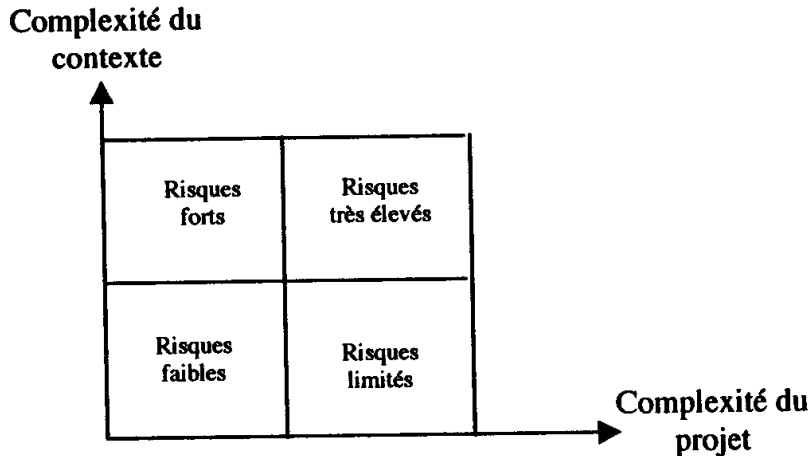 Complexité du
contexte
Risques
forts
Risques
très élevés
Risques
faibles
Risques
limités
Complexité du
projet